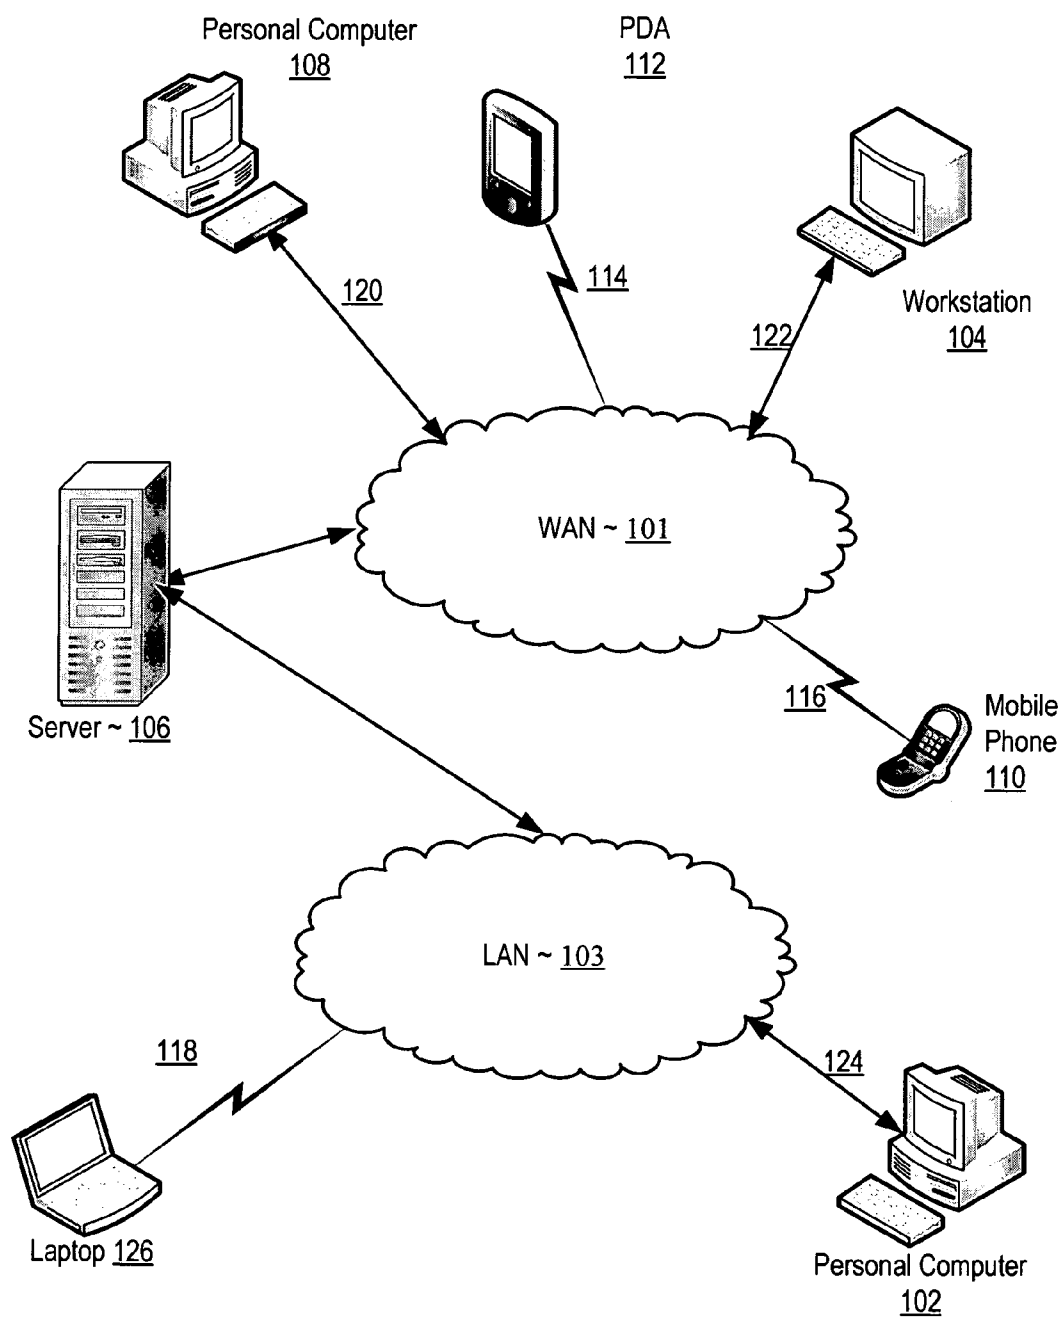 Personal Computer
108
PDA
112
114
120
122
Workstation
104
WAN ~ 101
Server ~ 106
116
Mobile
Phone
110
LAN ~ 103
118
124
Laptop 126
Personal Computer
102